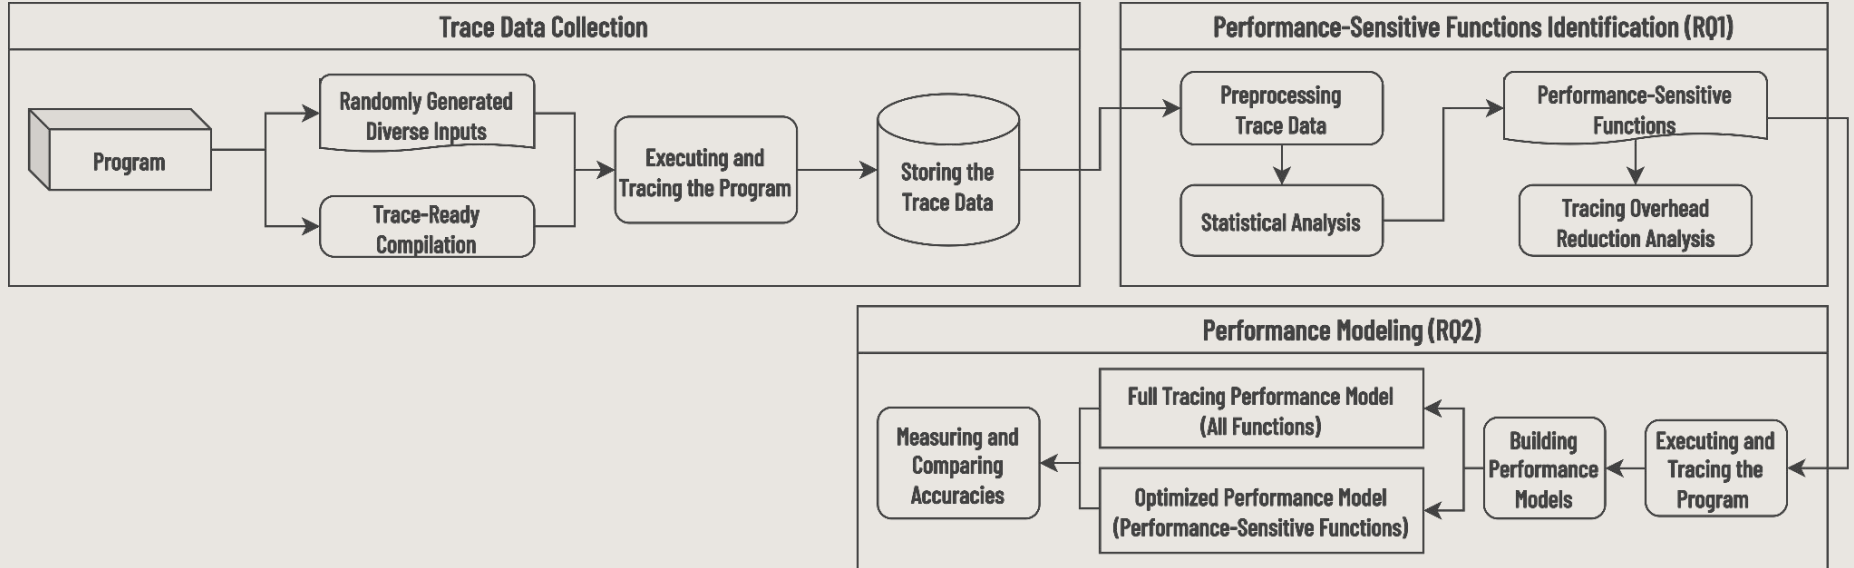 Trace Data Collection
Program
Randomly Generated
Diverse Inputs
Trace-Ready
Compilation
Executing and
Tracing the Program
Storing the
Trace Data
Performance-Sensitive Functions Identification (RQ1)
Preprocessing
Trace Data
Statistical Analysis
Performance-Sensitive
Functions
Tracing Overhead
Reduction Analysis
Performance Modeling (RQ2)
Executing and
Tracing the
Program
Building
Performance
Models
Full Tracing Performance Model
(All Functions)
Optimized Performance Model
(Performance-Sensitive Functions)
Measuring and
Comparing
Accuracies